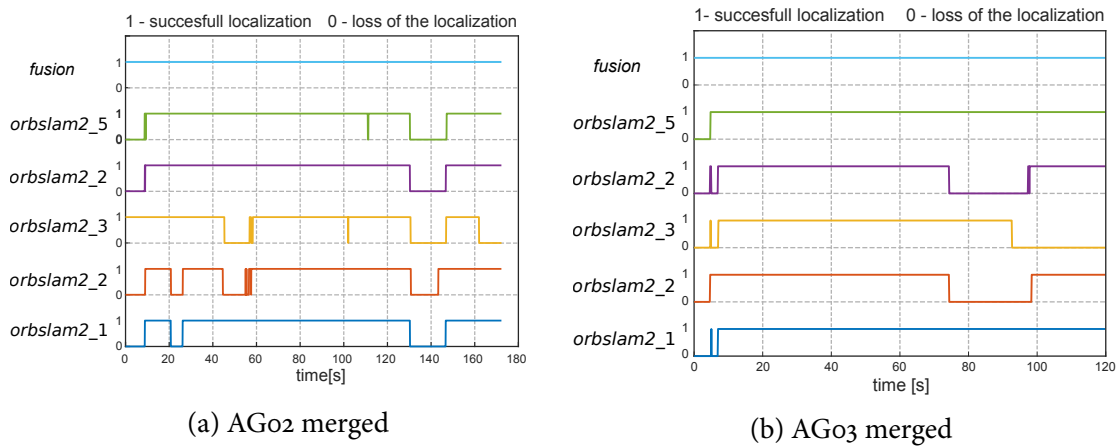 1 - succesfull localization 0 - loss of the localization
fusion
1
0
orbslam2_5
1
0
orbslam2_2
1
0
orbslam2_3
1
0
orbslam2_2
1
0
orbslam2_1
1
0
0 20 40 60 80 100 120 140 160 180
time[s]
(a) AG02 merged
1- succesfull localization 0 - loss of the localization
fusion
1
0
orbslam2_5
1
0
orbslam2_2
1
0
orbslam2_3
1
0
orbslam2_2
1
0
orbslam2_1
1
0
0 20 40 60 80 100 120
time [s]
(b) AG03 merged